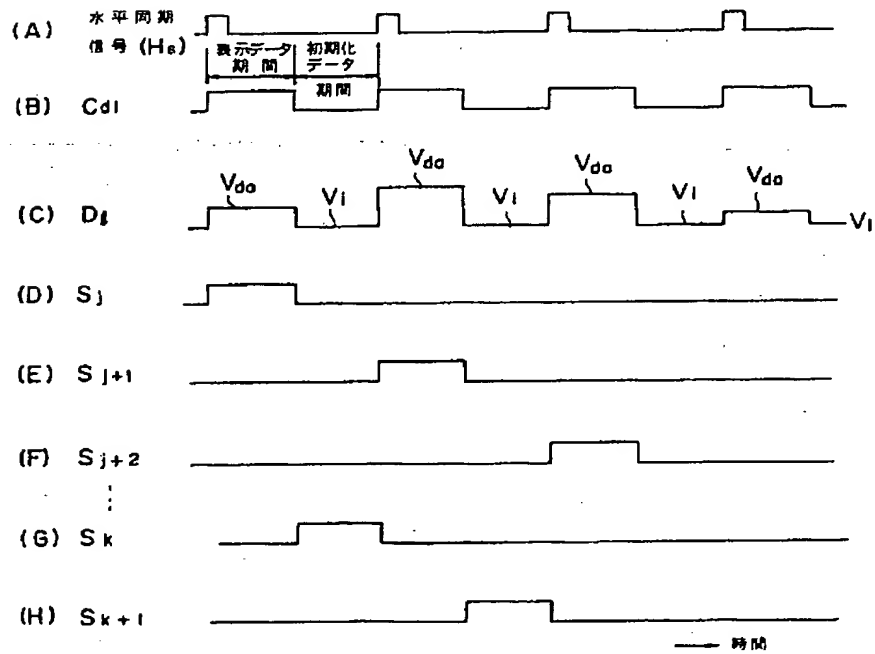 (A) 水平同期
信号 (Hs)
表示データ
期間
初期化
データ
期間
(B) Cdl
Vda Vda Vda Vda
(C) Dℓ Vi Vi Vi Vi
(D) Sj
(E) Sj+1
(F) Sj+2
(G) Sk
(H) Sk+1
時間